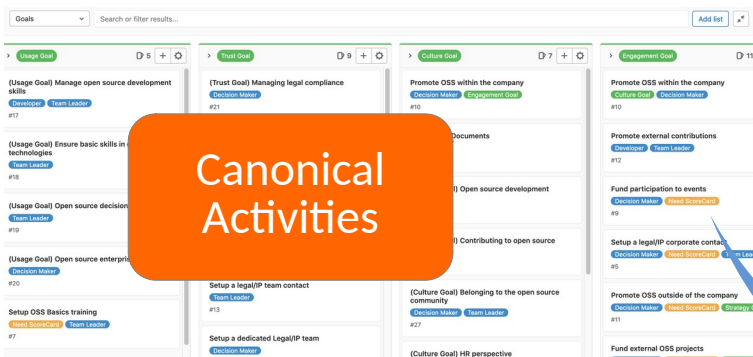 Goals
Search or filter results...
Add list
Usage Goal
5
(Usage Goal) Manage open source development
skills
Developer Team Leader
#17
(Usage Goal) Ensure basic skills in
technologies
Team Leader
#18
(Usage Goal) Open source decision
Team Leader
#19
(Usage Goal) Open source enterpris
Decision Maker
#20
Setup OSS Basics training
Need ScoreCard Team Leader
#7
Trust Goal
9
(Trust Goal) Managing legal compliance
Decision Maker
#21
Canonical
Activities
Setup a legal/IP team contact
Team Leader
#13
Setup a dedicated Legal/IP team
Decision Maker
Culture Goal
7
Promote OSS within the company
Decision Maker Engagement Goal
#10
Documents
Open source development
Contributing to open source
(Culture Goal) Belonging to the open source
community
Decision Maker Team Leader
#27
(Culture Goal) HR perspective
Engagement Goal
11
Promote OSS within the company
Culture Goal Decision Maker
#10
Promote external contributions
Developer Team Leader
#12
Fund participation to events
Decision Maker Need ScoreCard
#9
Setup a legal/IP corporate contact
Decision Maker Need ScoreCard
#5
Promote OSS outside of the company
Decision Maker Need ScoreCard Strategy
#11
Fund external OSS projects